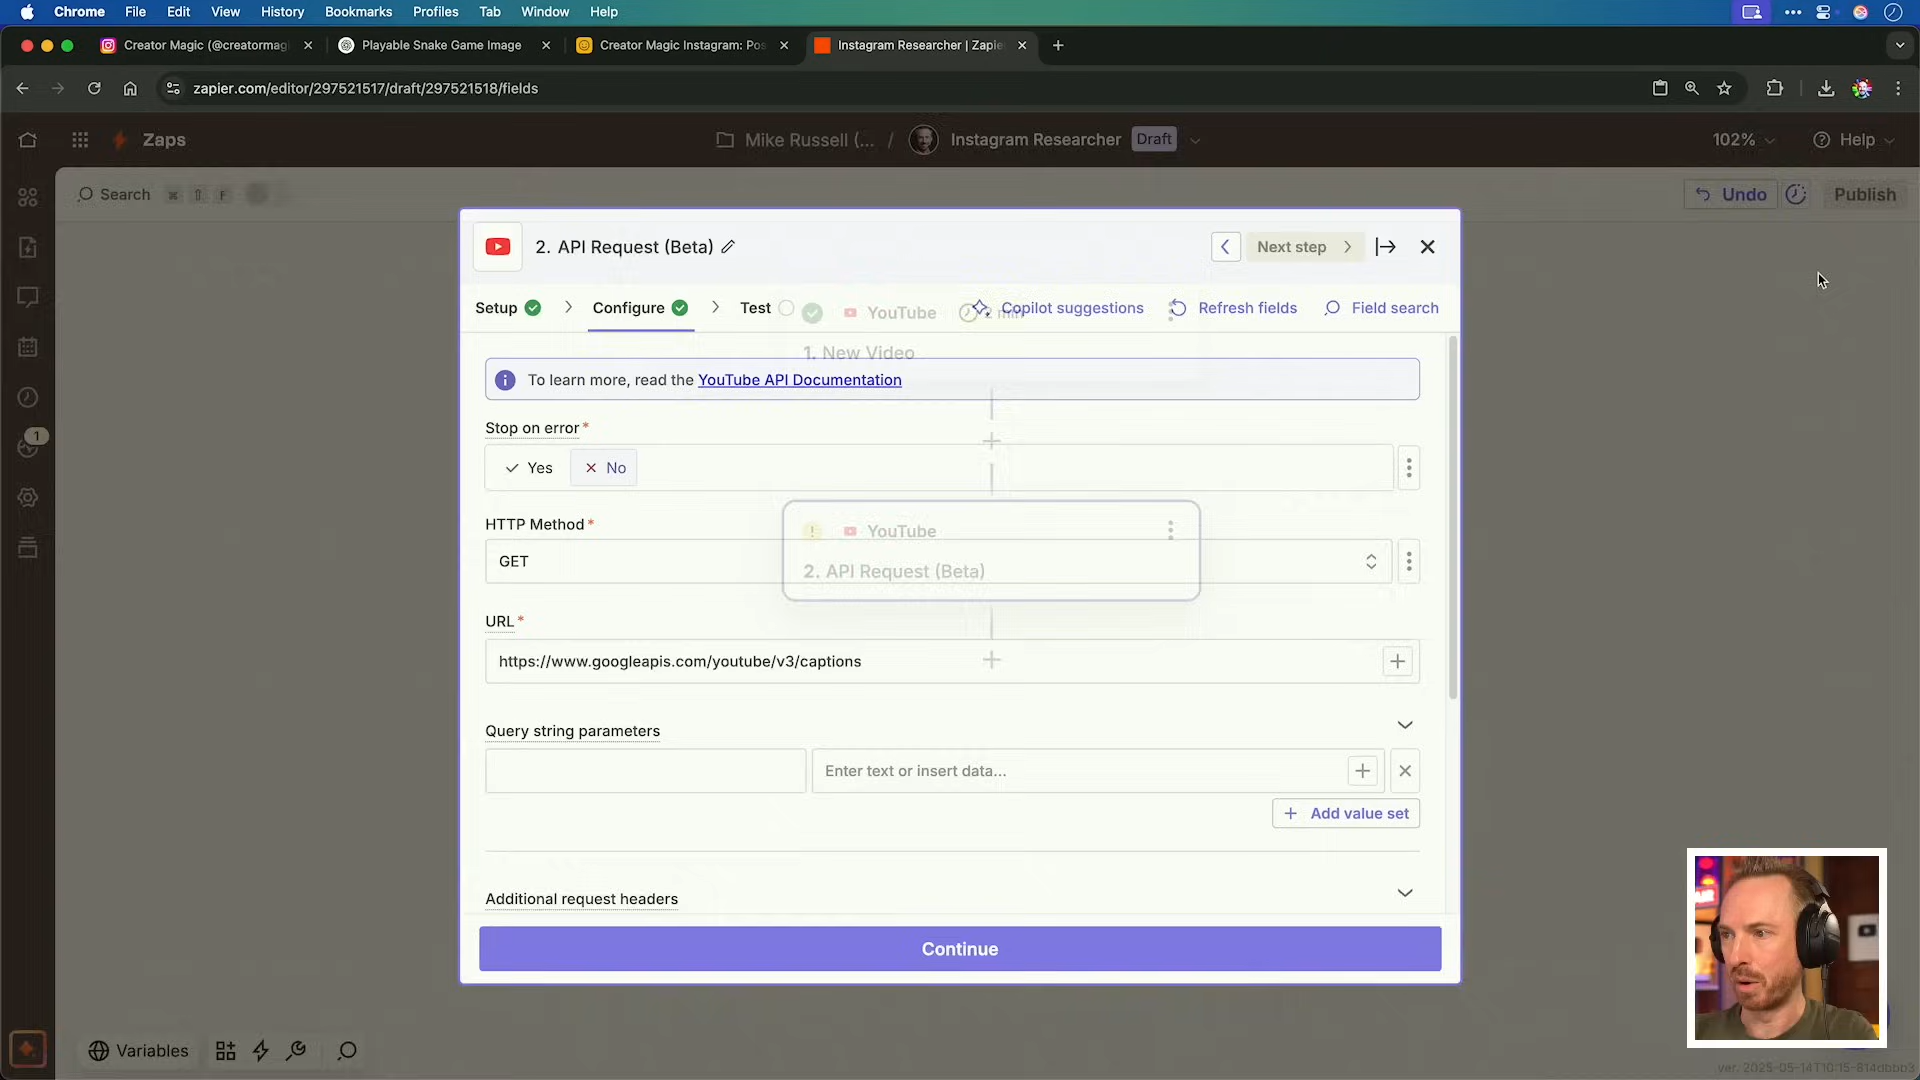 Chrome File Edit View History Bookmarks Profiles Tab Window Help
Creator Magic (@creatormagi
Playable Snake Game Image
Creator Magic Instagram: Pos
Instagram Researcher | Zapie
zapier.com/editor/297521517/draft/297521518/fields
Zaps
Mike Russell (... / Instagram Researcher Draft
102%
Help
Search
F
Undo
Publish
2. API Request (Beta)
Next step
Setup
Configure
Test
YouTube
2 min
Copilot suggestions
Refresh fields
Field search
1. New Video
To learn more, read the YouTube API Documentation
Stop on error*
Yes
No
1
HTTP Method*
YouTube
GET
2. API Request (Beta)
URL*
https://www.googleapis.com/youtube/v3/captions
Query string parameters
Enter text or insert data...
Add value set
Additional request headers
Continue
Variables
ver. 2025-05-14T10:15-814dbbb3